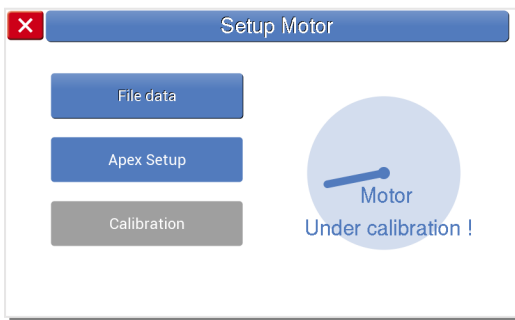 Setup Motor
File data
Apex Setup
Calibration
Motor
Under calibration !